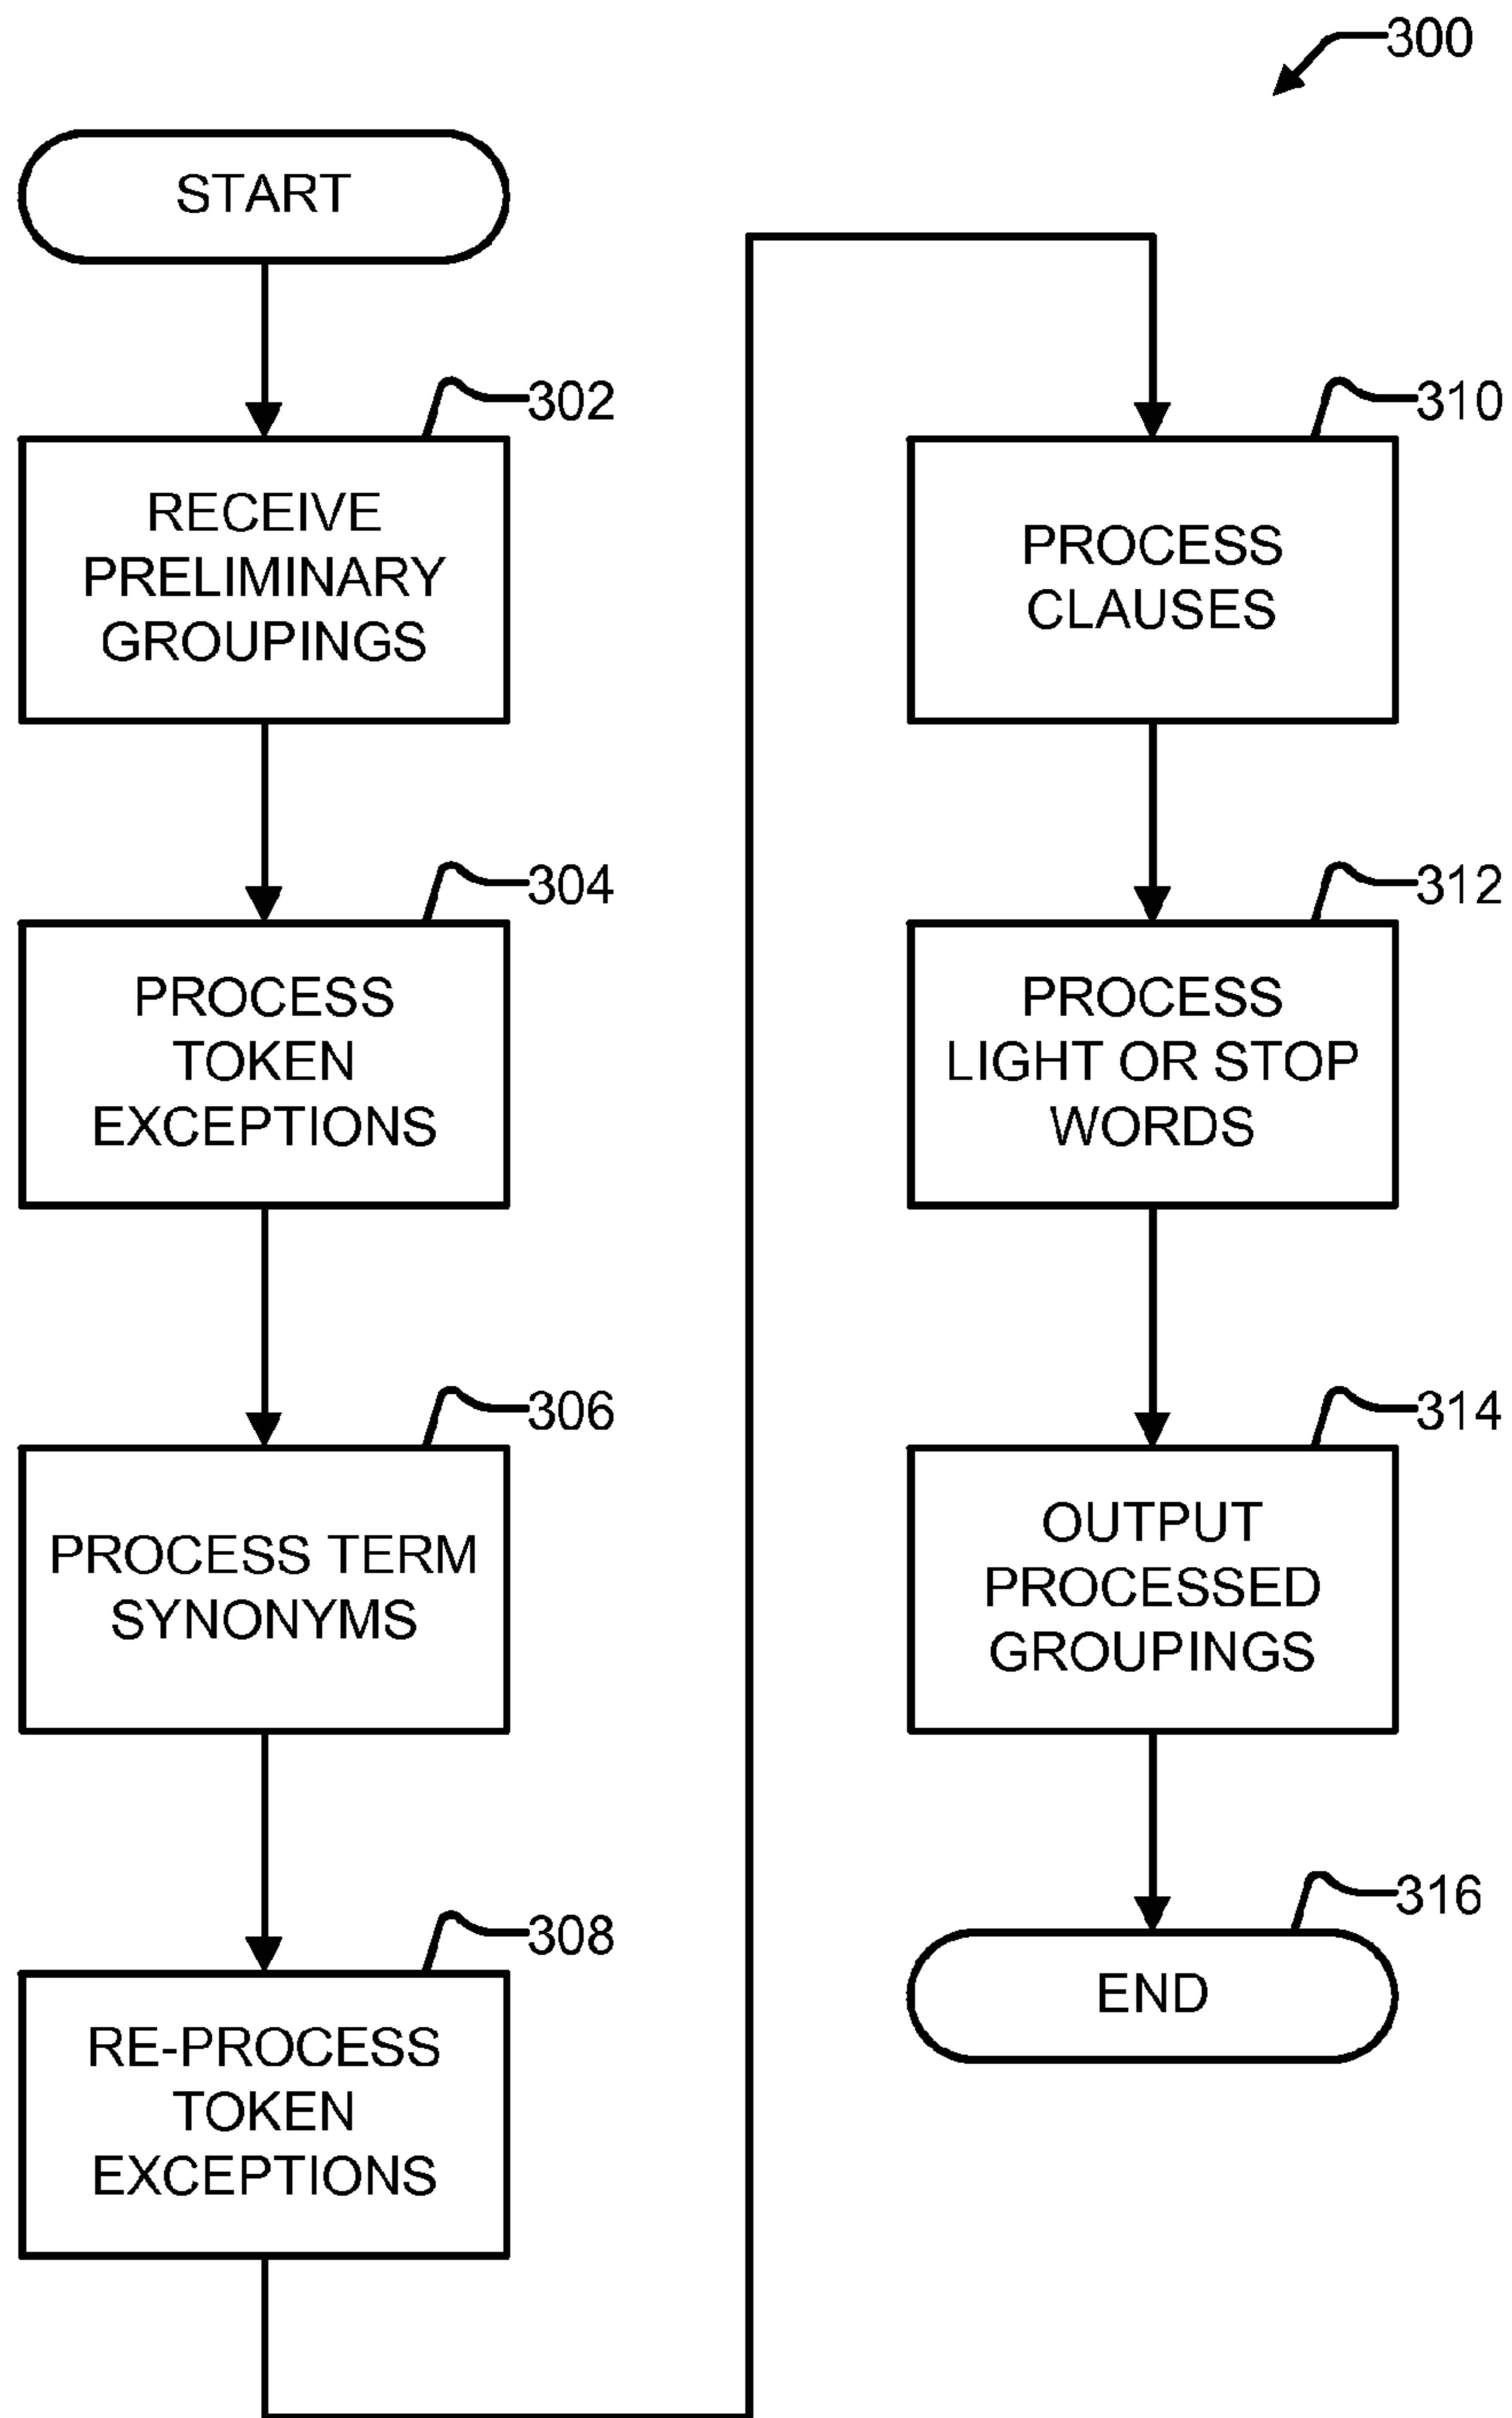 300
START
302
RECEIVE
PRELIMINARY
GROUPINGS
304
PROCESS
TOKEN
EXCEPTIONS
306
PROCESS TERM
SYNONYMS
308
RE-PROCESS
TOKEN
EXCEPTIONS
310
PROCESS
CLAUSES
312
PROCESS
LIGHT OR STOP
WORDS
314
OUTPUT
PROCESSED
GROUPINGS
316
END